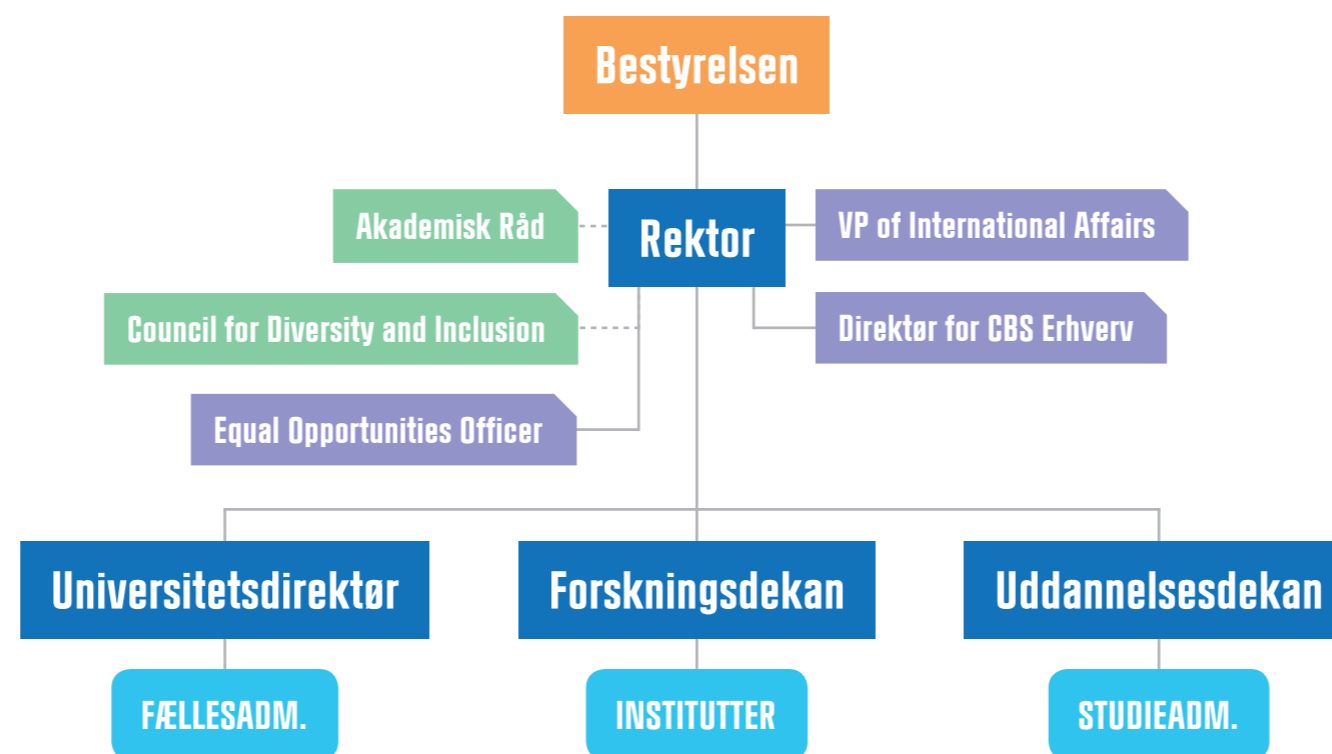 Bestyrelsen
Akademisk Råd
Rektor
VP of International Affairs
Council for Diversity and Inclusion
Direktør for CBS Erhverv
Equal Opportunities Officer
Universitetsdirektør
Forskningsdekan
Uddannelsesdekan
FÆLLESADM.
INSTITUTTER
STUDIEADM.